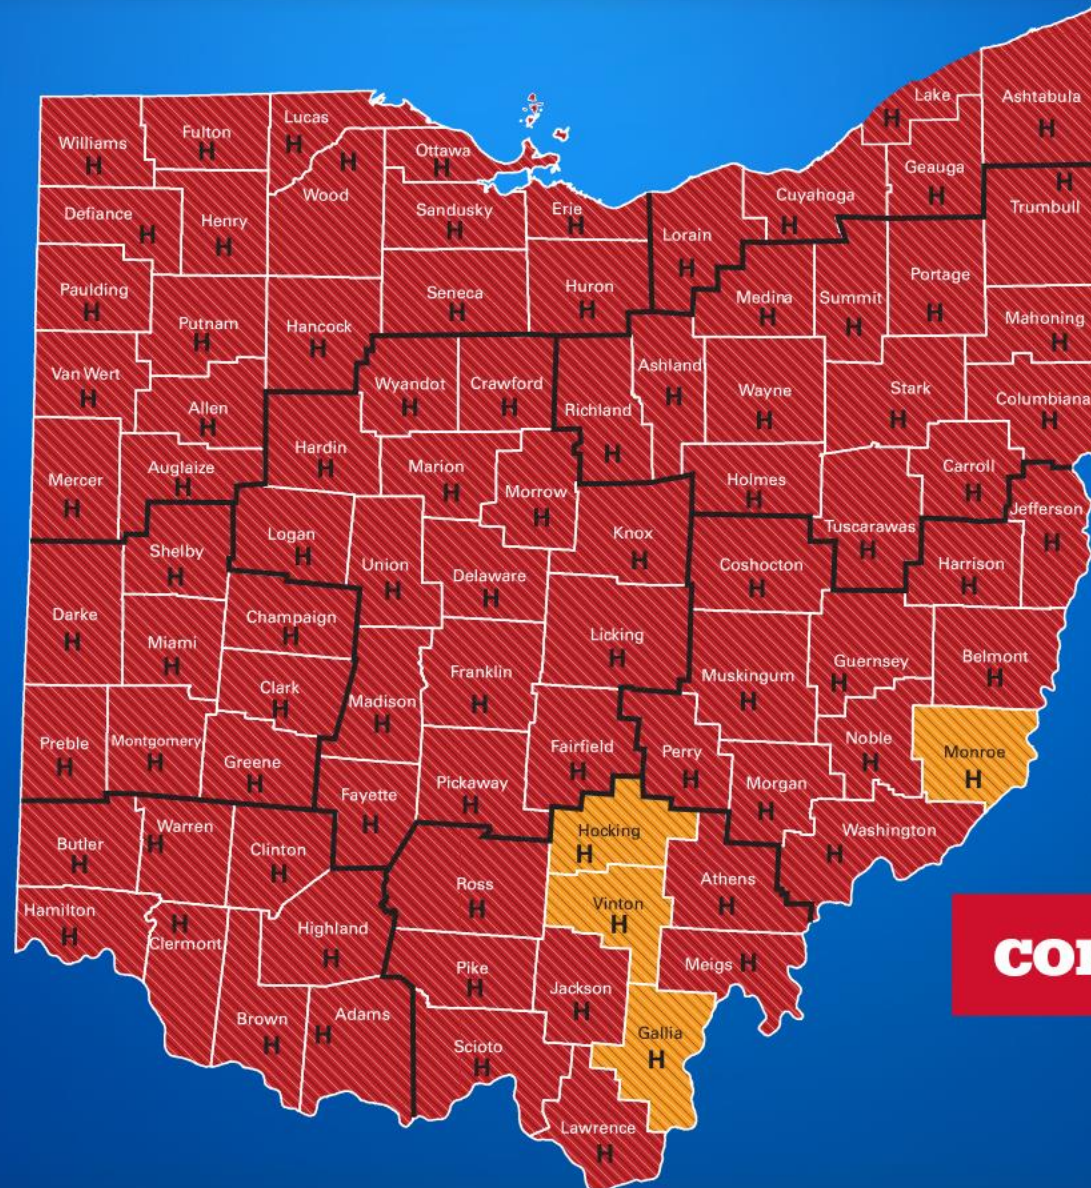 Williams
H
Fulton
H
Lucas
H
H
Wood
Ottawa
H
Lake
H
Ashtabula
H
Geauga
H
H
Trumbull
Defiance
H
Henry
H
Sandusky
H
Erie
H
Lorain
H
Cuyahoga
H
Paulding
H
Putnam
H
Hancock
H
Seneca
H
Huron
H
Medina
H
Summit
H
Portage
H
Mahoning
H
Van Wert
H
Allen
H
Wyandot
H
Crawford
H
Richland
H
Ashland
H
Wayne
H
Stark
H
Columbiana
H
Mercer
H
Auglaize
H
Hardin
H
Marion
H
Morrow
H
Knox
H
Holmes
H
Tuscarawas
H
Carroll
H
Jefferson
H
Shelby
H
Logan
H
Union
H
Delaware
H
Coshocton
H
Harrison
H
Darke
H
Miami
H
Champaign
H
Licking
H
Muskingum
H
Guernsey
H
Belmont
H
Clark
H
Madison
H
Franklin
H
Preble
H
Montgomery
H
Greene
H
Fayette
H
Pickaway
H
Fairfield
H
Perry
H
Morgan
H
Noble
H
Monroe
H
Butler
H
Warren
H
Clinton
H
Ross
H
Hocking
H
Athens
H
Washington
H
Hamilton
H
H
Clermont
Highland
H
Pike
H
Vinton
H
Jackson
H
Meigs H
Brown
H
Adams
H
Scioto
H
Gallia
H
Lawrence
H